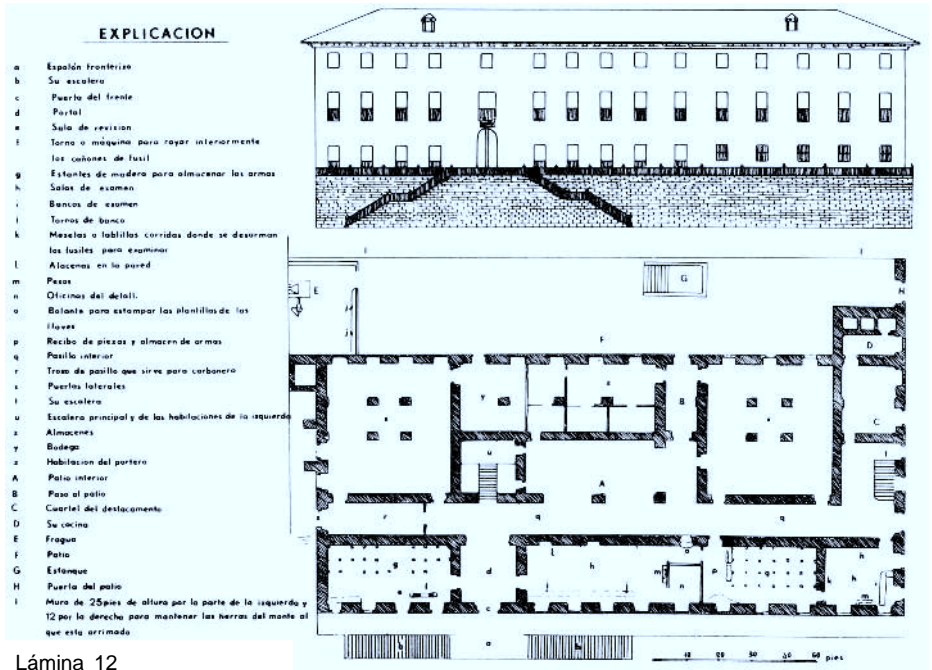 EXPLICACION
a Espolón fronterizo
b Su escalera
c Puerta del frente
d Portal
e Sala de revision
f Torno o máquina para rayar interiormente
los cañones de fusil
g Estantes de madera para almacenar las armas
h Salas de examen
i Bancos de examen
j Tornos de banco
k Meselas o tablillas corridas donde se desarman
los fusiles para examinar
l Alacenas en la pared
m Pesos
n Oficinas del detall.
o Bolante para estampar las plantillas de las
llaves
p Recibo de piezas y almacen de armas
q Pasillo interior
r Trozo de pasillo que sirve para carbonero
s Puertas laterales
t Su escalera
u Escalera principal y de las habitaciones de la izquierda
x Almacenes
y Bodega
z Habitacion del portero
A Patio interior
B Paso al patio
C Cuartel del destacamento
D Su cocina
E Fragua
F Patio
G Estanque
H Puerta del patio
I Muro de 25 pies de altura por la parte de la izquierda y
12 por la derecha para mantener las tierras del monte al
que esta arrimado
I I
E G H
F
D
z
y B
x x
C
u t
A
s r q q
g d l h o p g h
m n k h
i m
c
b a b
10 20 30 40 50 pies
Lámina 12